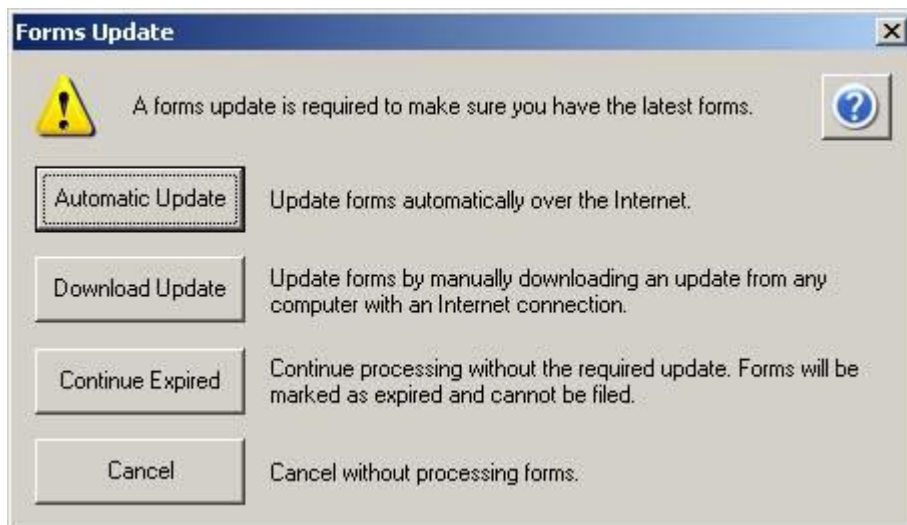 Forms Update
A forms update is required to make sure you have the latest forms.
Automatic Update
Update forms automatically over the Internet.
Download Update
Update forms by manually downloading an update from any
computer with an Internet connection.
Continue Expired
Continue processing without the required update. Forms will be
marked as expired and cannot be filed.
Cancel
Cancel without processing forms.